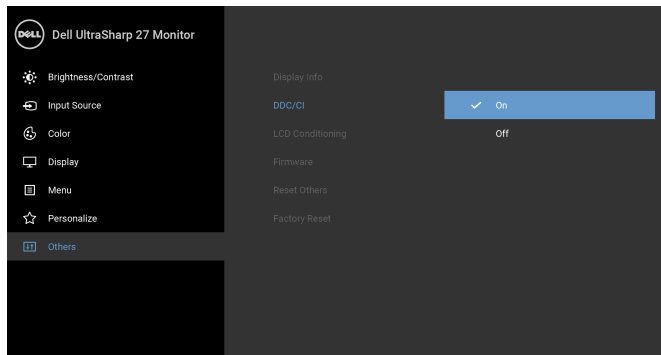 DELL
Dell UltraSharp 27 Monitor
Brightness/Contrast
Input Source
Color
Display
Menu
Personalize
Others
Display Info
DDC/CI
LCD Conditioning
Firmware
Reset Others
Factory Reset
On
Off